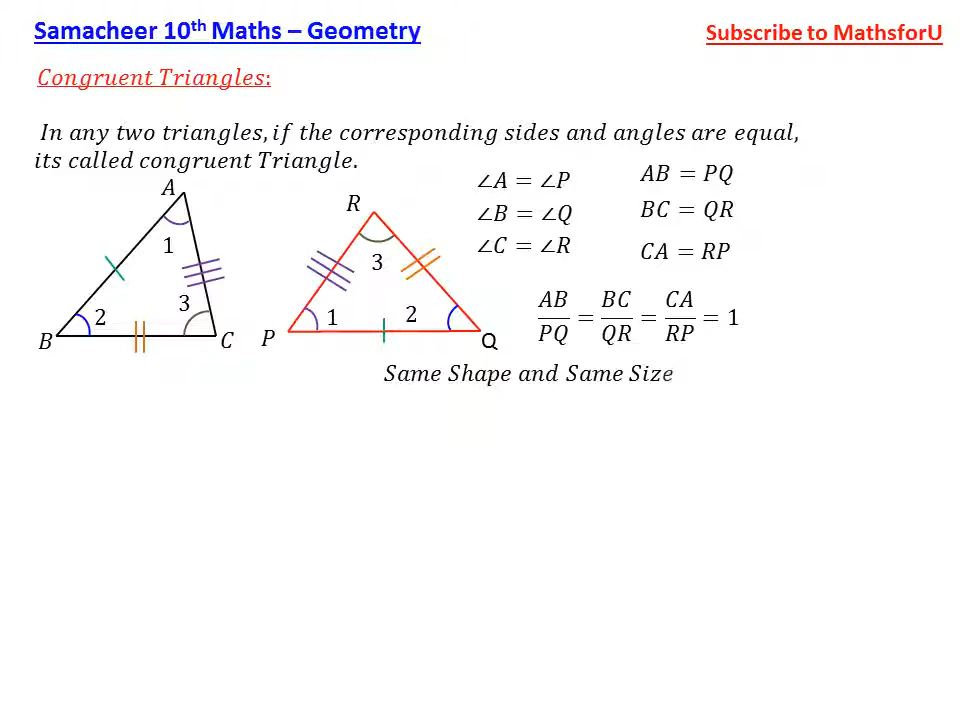 Samacheer 10th Maths – Geometry
Subscribe to MathsforU
Congruent Triangles:
In any two triangles, if the corresponding sides and angles are equal,
its called congruent Triangle.
A
1
2
3
B
C
R
3
1
2
P
Q
∠A = ∠P
∠B = ∠Q
∠C = ∠R
AB = PQ
BC = QR
CA = RP
AB/PQ = BC/QR = CA/RP = 1
Same Shape and Same Size